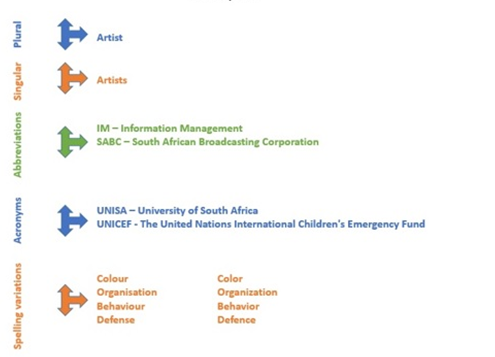 Plural
Artist
Singular
Artists
Abbreviations
IM – Information Management
SABC – South African Broadcasting Corporation
Acronyms
UNISA – University of South Africa
UNICEF - The United Nations International Children's Emergency Fund
Spelling variations
Colour Color
Organisation Organization
Behaviour Behavior
Defense Defence